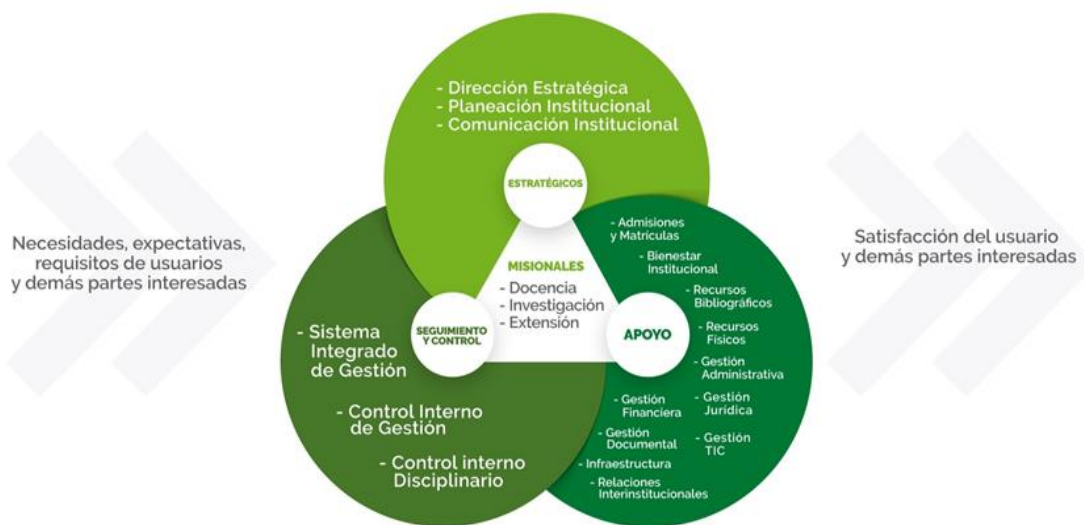 - Dirección Estratégica
- Planeación Institucional
- Comunicación Institucional
ESTRATÉGICOS
Necesidades, expectativas,
requisitos de usuarios
y demás partes interesadas
MISIONALES
- Docencia
- Investigación
- Extensión
SEGUIMIENTO
Y CONTROL
- Sistema
Integrado
de Gestión
- Control Interno
de Gestión
- Control interno
Disciplinario
APOYO
- Admisiones
y Matrículas
- Bienestar
Institucional
- Recursos
Bibliográficos
- Recursos
Físicos
- Gestión
Administrativa
- Gestión
Jurídica
- Gestión
TIC
- Gestión
Financiera
- Gestión
Documental
- Infraestructura
- Relaciones
Interinstitucionales
Satisfacción del usuario
y demás partes interesadas